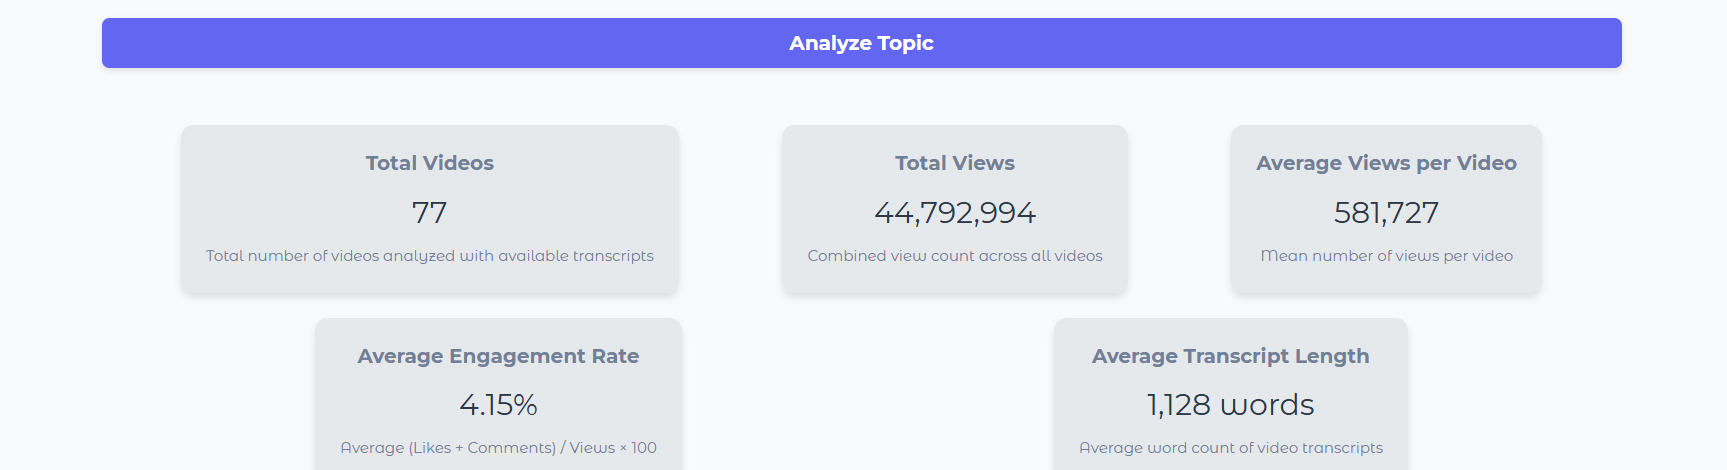 Analyze Topic
Total Videos
77
Total number of videos analyzed with available transcripts
Total Views
44,792,994
Combined view count across all videos
Average Views per Video
581,727
Mean number of views per video
Average Engagement Rate
4.15%
Average (Likes + Comments) / Views × 100
Average Transcript Length
1,128 words
Average word count of video transcripts